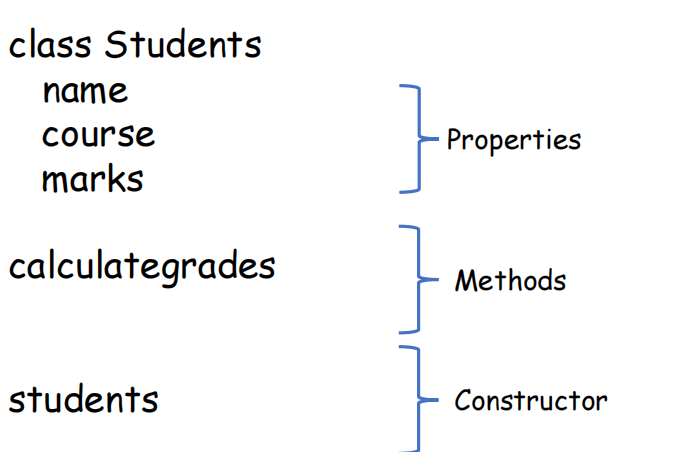 class Students
name
course
marks
Properties
calculategrades
Methods
students
Constructor